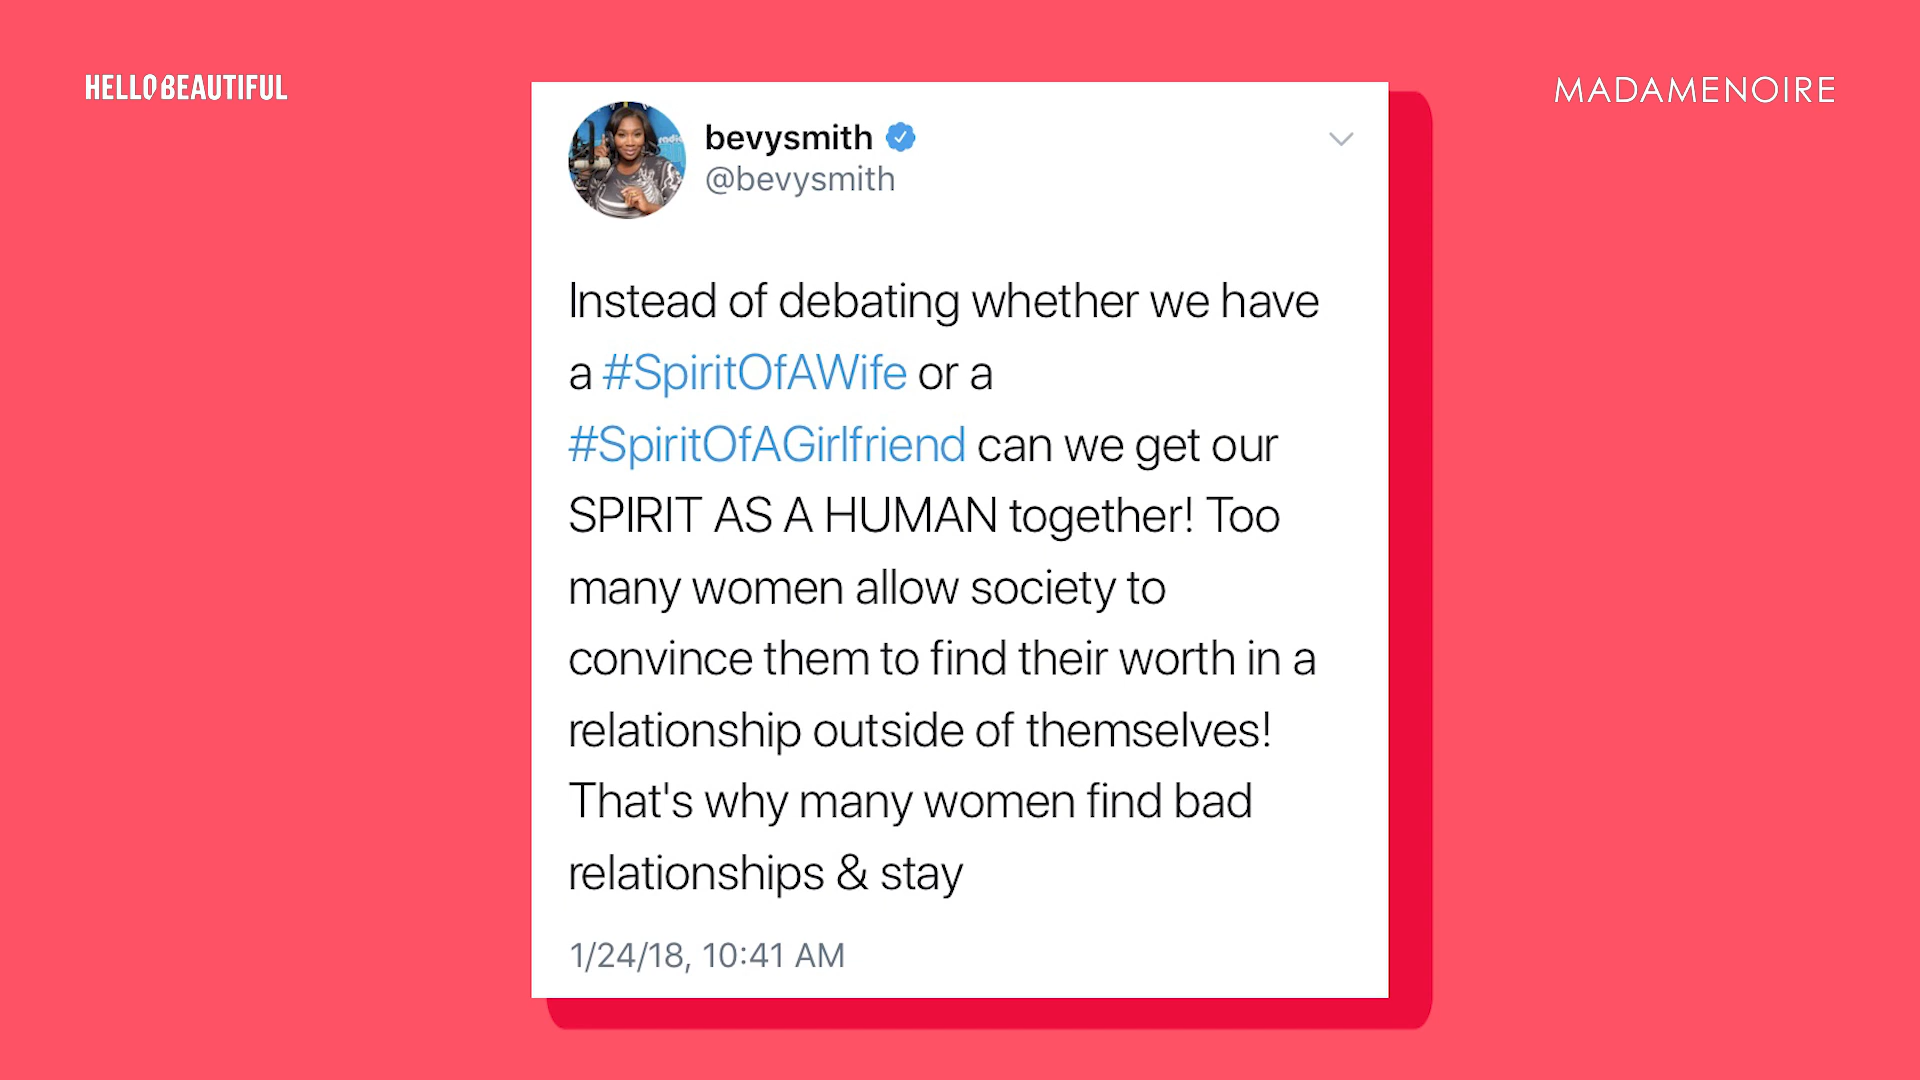 HELLOBEAUTIFUL
MADAMENOIRE
bevysmith
@bevysmith
radio
Instead of debating whether we have
a #SpiritOfAWife or a
#SpiritOfAGirlfriend can we get our
SPIRIT AS A HUMAN together! Too
many women allow society to
convince them to find their worth in a
relationship outside of themselves!
That's why many women find bad
relationships & stay
1/24/18, 10:41 AM